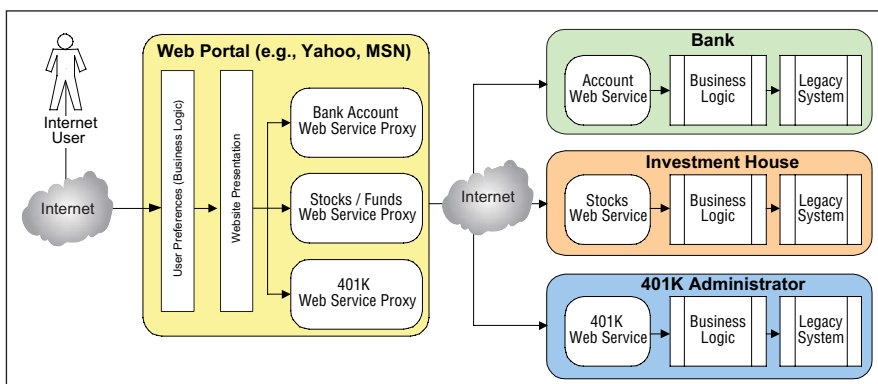 Internet
User
Internet
Web Portal (e.g., Yahoo, MSN)
User Preferences (Business Logic)
Website Presentation
Bank Account
Web Service Proxy
Stocks / Funds
Web Service Proxy
401K
Web Service Proxy
Internet
Bank
Account
Web Service
Business
Logic
Legacy
System
Investment House
Stocks
Web Service
Business
Logic
Legacy
System
401K Administrator
401K
Web Service
Business
Logic
Legacy
System